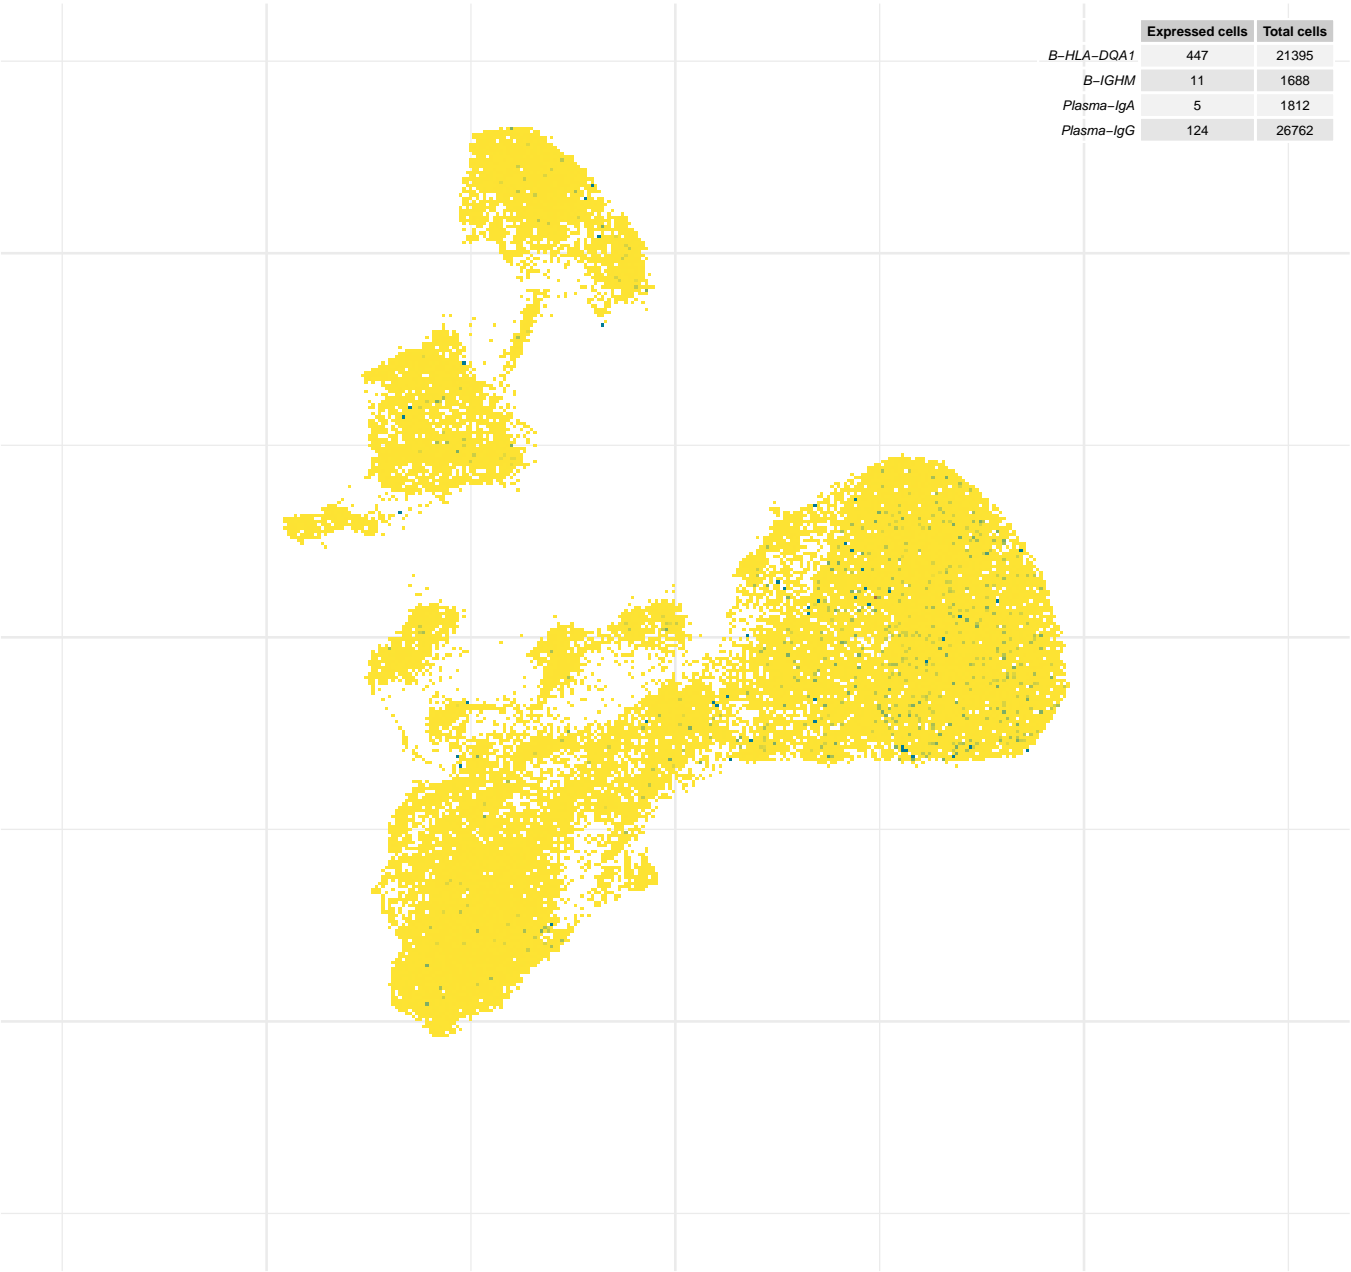 Expressed cells Total cells
B−HLA−DQA1 447 21395
B−IGHM 11 1688
Plasma−IgA 5 1812
Plasma−IgG 124 26762